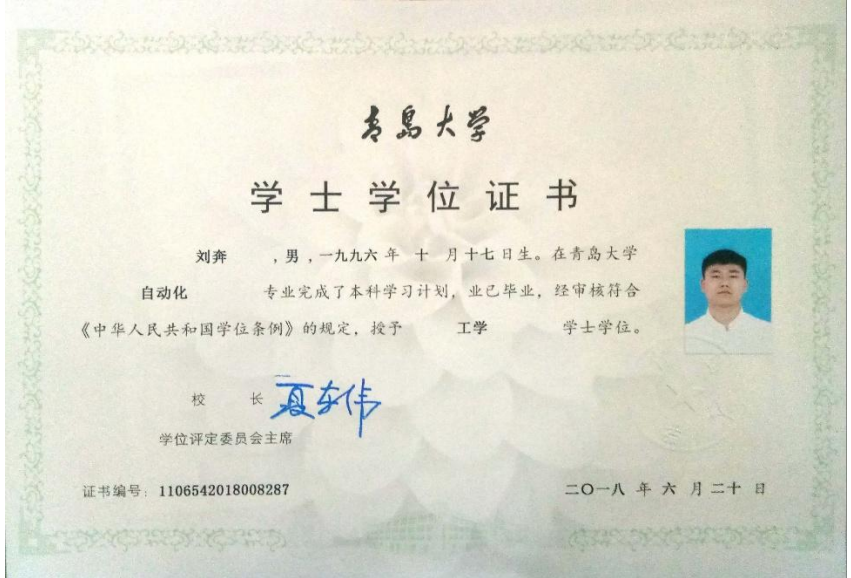 青岛大学
学士学位证书
刘奔 ,男,一九九六年 十 月十七日生。在青岛大学
自动化 专业完成了本科学习计划,业已毕业,经审核符合
《中华人民共和国学位条例》的规定,授予 工学 学士学位。
校 长 夏东伟
学位评定委员会主席
证书编号:1106542018008287 二〇一八 年 六 月 二十 日